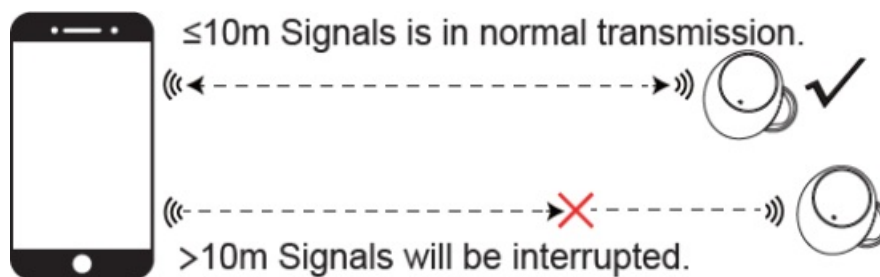 ≤10m Signals is in normal transmission.
>10m Signals will be interrupted.